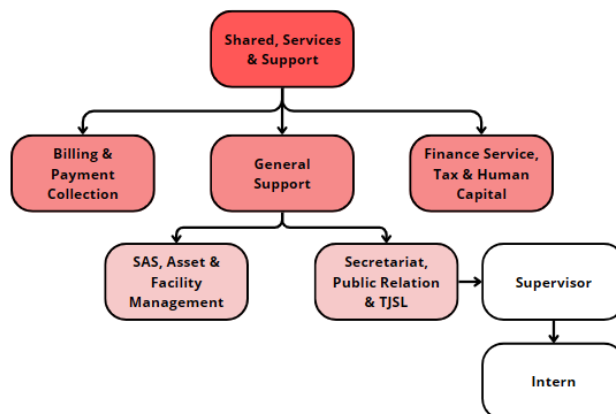 Shared, Services
& Support
Billing &
Payment
Collection
General
Support
Finance Service,
Tax & Human
Capital
SAS, Asset &
Facility
Management
Secretariat,
Public Relation
& TJSL
Supervisor
Intern